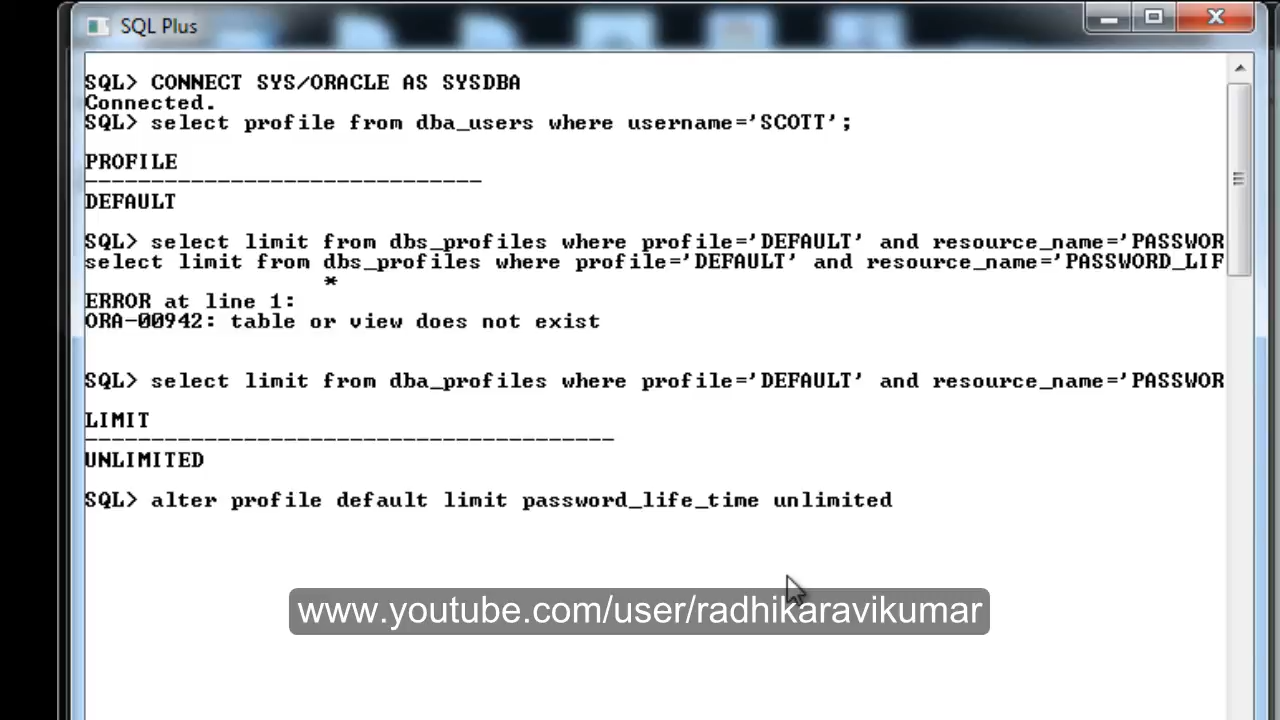 SQL Plus
SQL> CONNECT SYS/ORACLE AS SYSDBA
Connected.
SQL> select profile from dba_users where username='SCOTT';
PROFILE
------------------------------
DEFAULT
SQL> select limit from dbs_profiles where profile='DEFAULT' and resource_name='PASSWOR
select limit from dbs_profiles where profile='DEFAULT' and resource_name='PASSWORD_LIF
*
ERROR at line 1:
ORA-00942: table or view does not exist
SQL> select limit from dba_profiles where profile='DEFAULT' and resource_name='PASSWOR
LIMIT
----------------------------------------
UNLIMITED
SQL> alter profile default limit password_life_time unlimited
www.youtube.com/user/radhikaravikumar